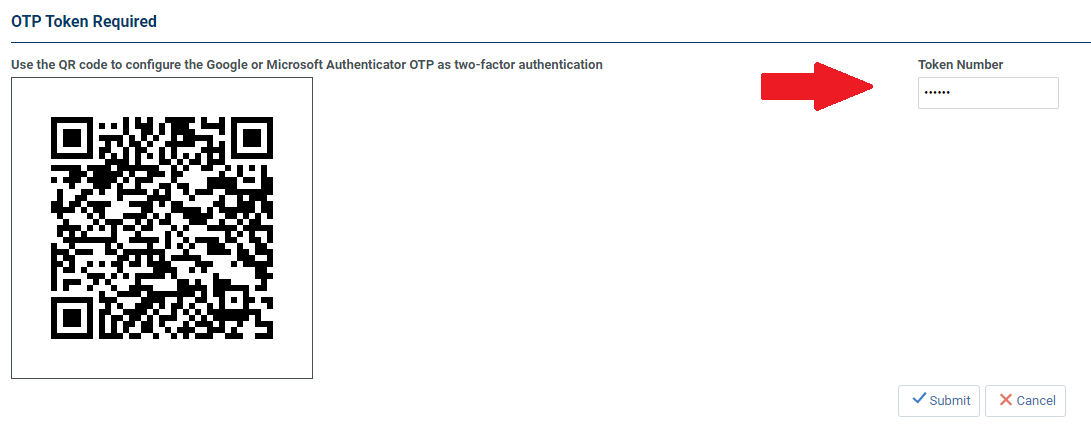 OTP Token Required
Use the QR code to configure the Google or Microsoft Authenticator OTP as two-factor authentication
Token Number
••••••
Submit
Cancel